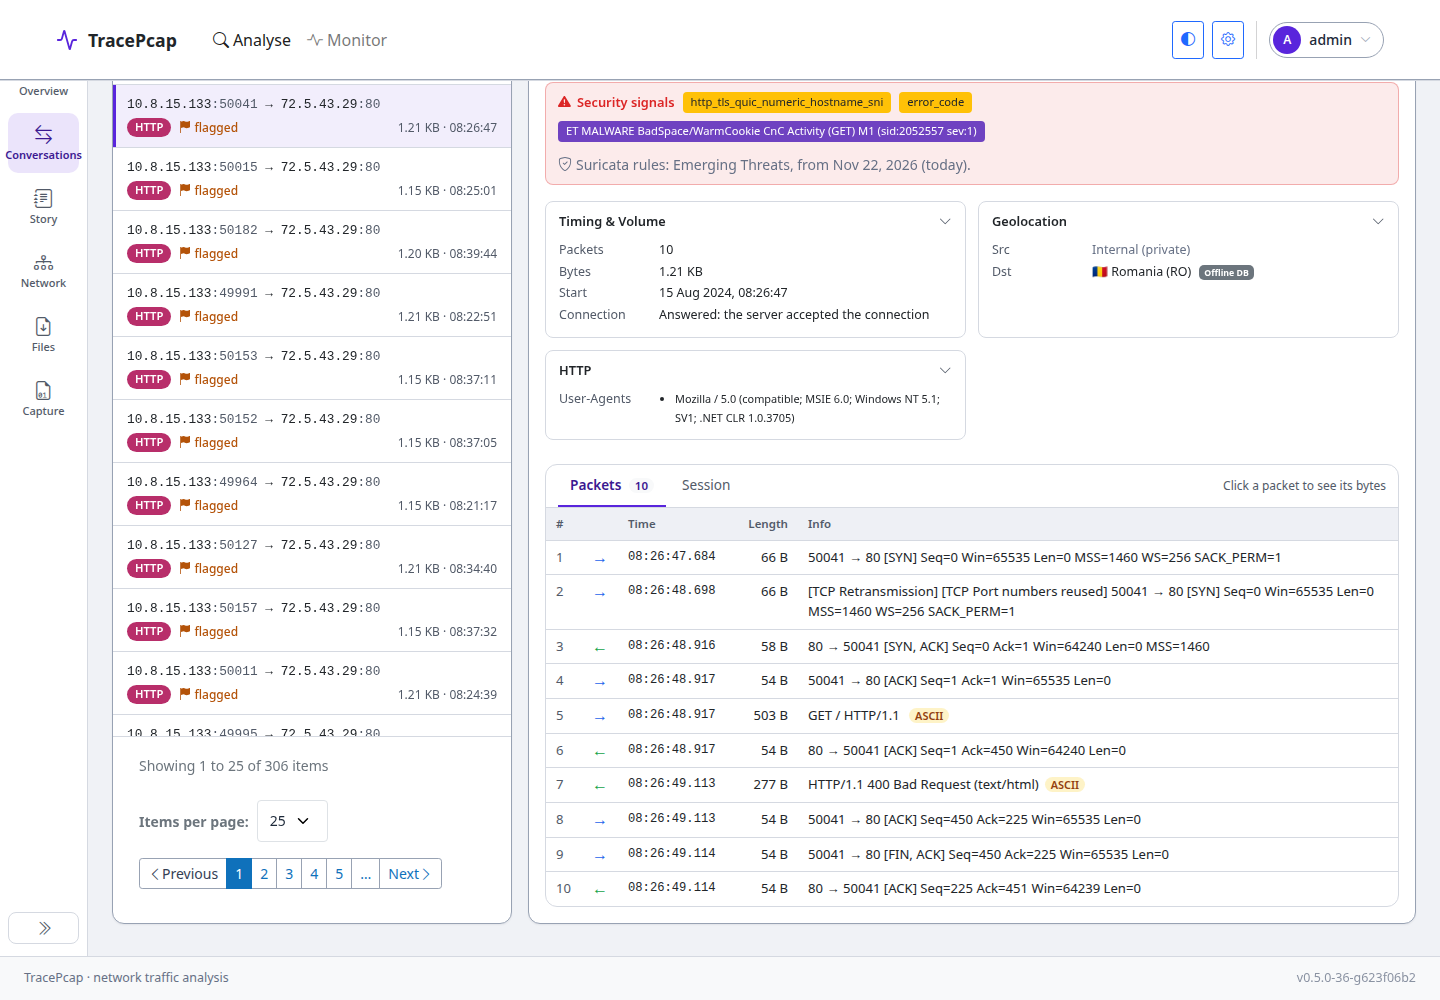 TracePcap
Analyse
Monitor
A
admin
Overview
Conversations
Story
Network
Files
Capture
10.8.15.133:50041 → 72.5.43.29:80
HTTP flagged 1.21 KB · 08:26:47
10.8.15.133:50015 → 72.5.43.29:80
HTTP flagged 1.15 KB · 08:25:01
10.8.15.133:50182 → 72.5.43.29:80
HTTP flagged 1.20 KB · 08:39:44
10.8.15.133:49991 → 72.5.43.29:80
HTTP flagged 1.21 KB · 08:22:51
10.8.15.133:50153 → 72.5.43.29:80
HTTP flagged 1.15 KB · 08:37:11
10.8.15.133:50152 → 72.5.43.29:80
HTTP flagged 1.15 KB · 08:37:05
10.8.15.133:49964 → 72.5.43.29:80
HTTP flagged 1.15 KB · 08:21:17
10.8.15.133:50127 → 72.5.43.29:80
HTTP flagged 1.21 KB · 08:34:40
10.8.15.133:50157 → 72.5.43.29:80
HTTP flagged 1.15 KB · 08:37:32
10.8.15.133:50011 → 72.5.43.29:80
HTTP flagged 1.21 KB · 08:24:39
10.8.15.133:49995 → 72.5.43.29:80
Showing 1 to 25 of 306 items
Items per page: 25
Previous 1 2 3 4 5 ... Next
Security signals http_tls_quic_numeric_hostname_sni error_code
ET MALWARE BadSpace/WarmCookie CnC Activity (GET) M1 (sid:2052557 sev:1)
Suricata rules: Emerging Threats, from Nov 22, 2026 (today).
Timing & Volume
Packets 10
Bytes 1.21 KB
Start 15 Aug 2024, 08:26:47
Connection Answered: the server accepted the connection
Geolocation
Src Internal (private)
Dst Romania (RO) Offline DB
HTTP
User-Agents • Mozilla / 5.0 (compatible; MSIE 6.0; Windows NT 5.1;
SV1; .NET CLR 1.0.3705)
Packets 10 Session Click a packet to see its bytes
# Time Length Info
1 → 08:26:47.684 66 B 50041 → 80 [SYN] Seq=0 Win=65535 Len=0 MSS=1460 WS=256 SACK_PERM=1
2 → 08:26:48.698 66 B [TCP Retransmission] [TCP Port numbers reused] 50041 → 80 [SYN] Seq=0 Win=65535 Len=0
MSS=1460 WS=256 SACK_PERM=1
3 ← 08:26:48.916 58 B 80 → 50041 [SYN, ACK] Seq=0 Ack=1 Win=64240 Len=0 MSS=1460
4 → 08:26:48.917 54 B 50041 → 80 [ACK] Seq=1 Ack=1 Win=65535 Len=0
5 → 08:26:48.917 503 B GET / HTTP/1.1 ASCII
6 ← 08:26:48.917 54 B 80 → 50041 [ACK] Seq=1 Ack=450 Win=64240 Len=0
7 ← 08:26:49.113 277 B HTTP/1.1 400 Bad Request (text/html) ASCII
8 → 08:26:49.113 54 B 50041 → 80 [ACK] Seq=450 Ack=225 Win=65535 Len=0
9 → 08:26:49.114 54 B 50041 → 80 [FIN, ACK] Seq=450 Ack=225 Win=65535 Len=0
10 ← 08:26:49.114 54 B 80 → 50041 [ACK] Seq=225 Ack=451 Win=64239 Len=0
TracePcap · network traffic analysis
v0.5.0-36-g623f06b2